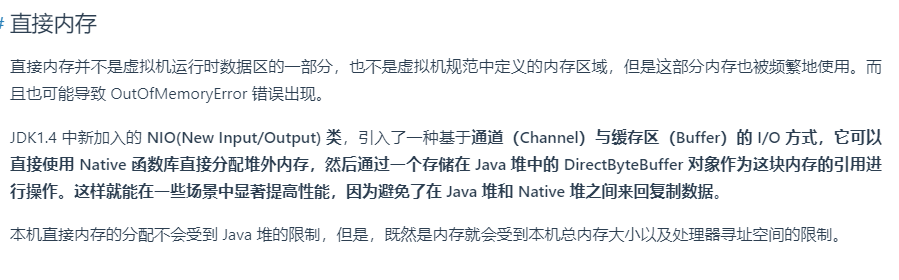 # 直接内存
直接内存并不是虚拟机运行时数据区的一部分，也不是虚拟机规范中定义的内存区域，但是这部分内存也被频繁地使用。而
且也可能导致 OutOfMemoryError 错误出现。
JDK1.4 中新加入的 NIO(New Input/Output) 类，引入了一种基于通道（Channel）与缓存区（Buffer）的 I/O 方式，它可以
直接使用 Native 函数库直接分配堆外内存，然后通过一个存储在 Java 堆中的 DirectByteBuffer 对象作为这块内存的引用进
行操作。这样就能在一些场景中显著提高性能，因为避免了在 Java 堆和 Native 堆之间来回复制数据。
本机直接内存的分配不会受到 Java 堆的限制，但是，既然是内存就会受到本机总内存大小以及处理器寻址空间的限制。